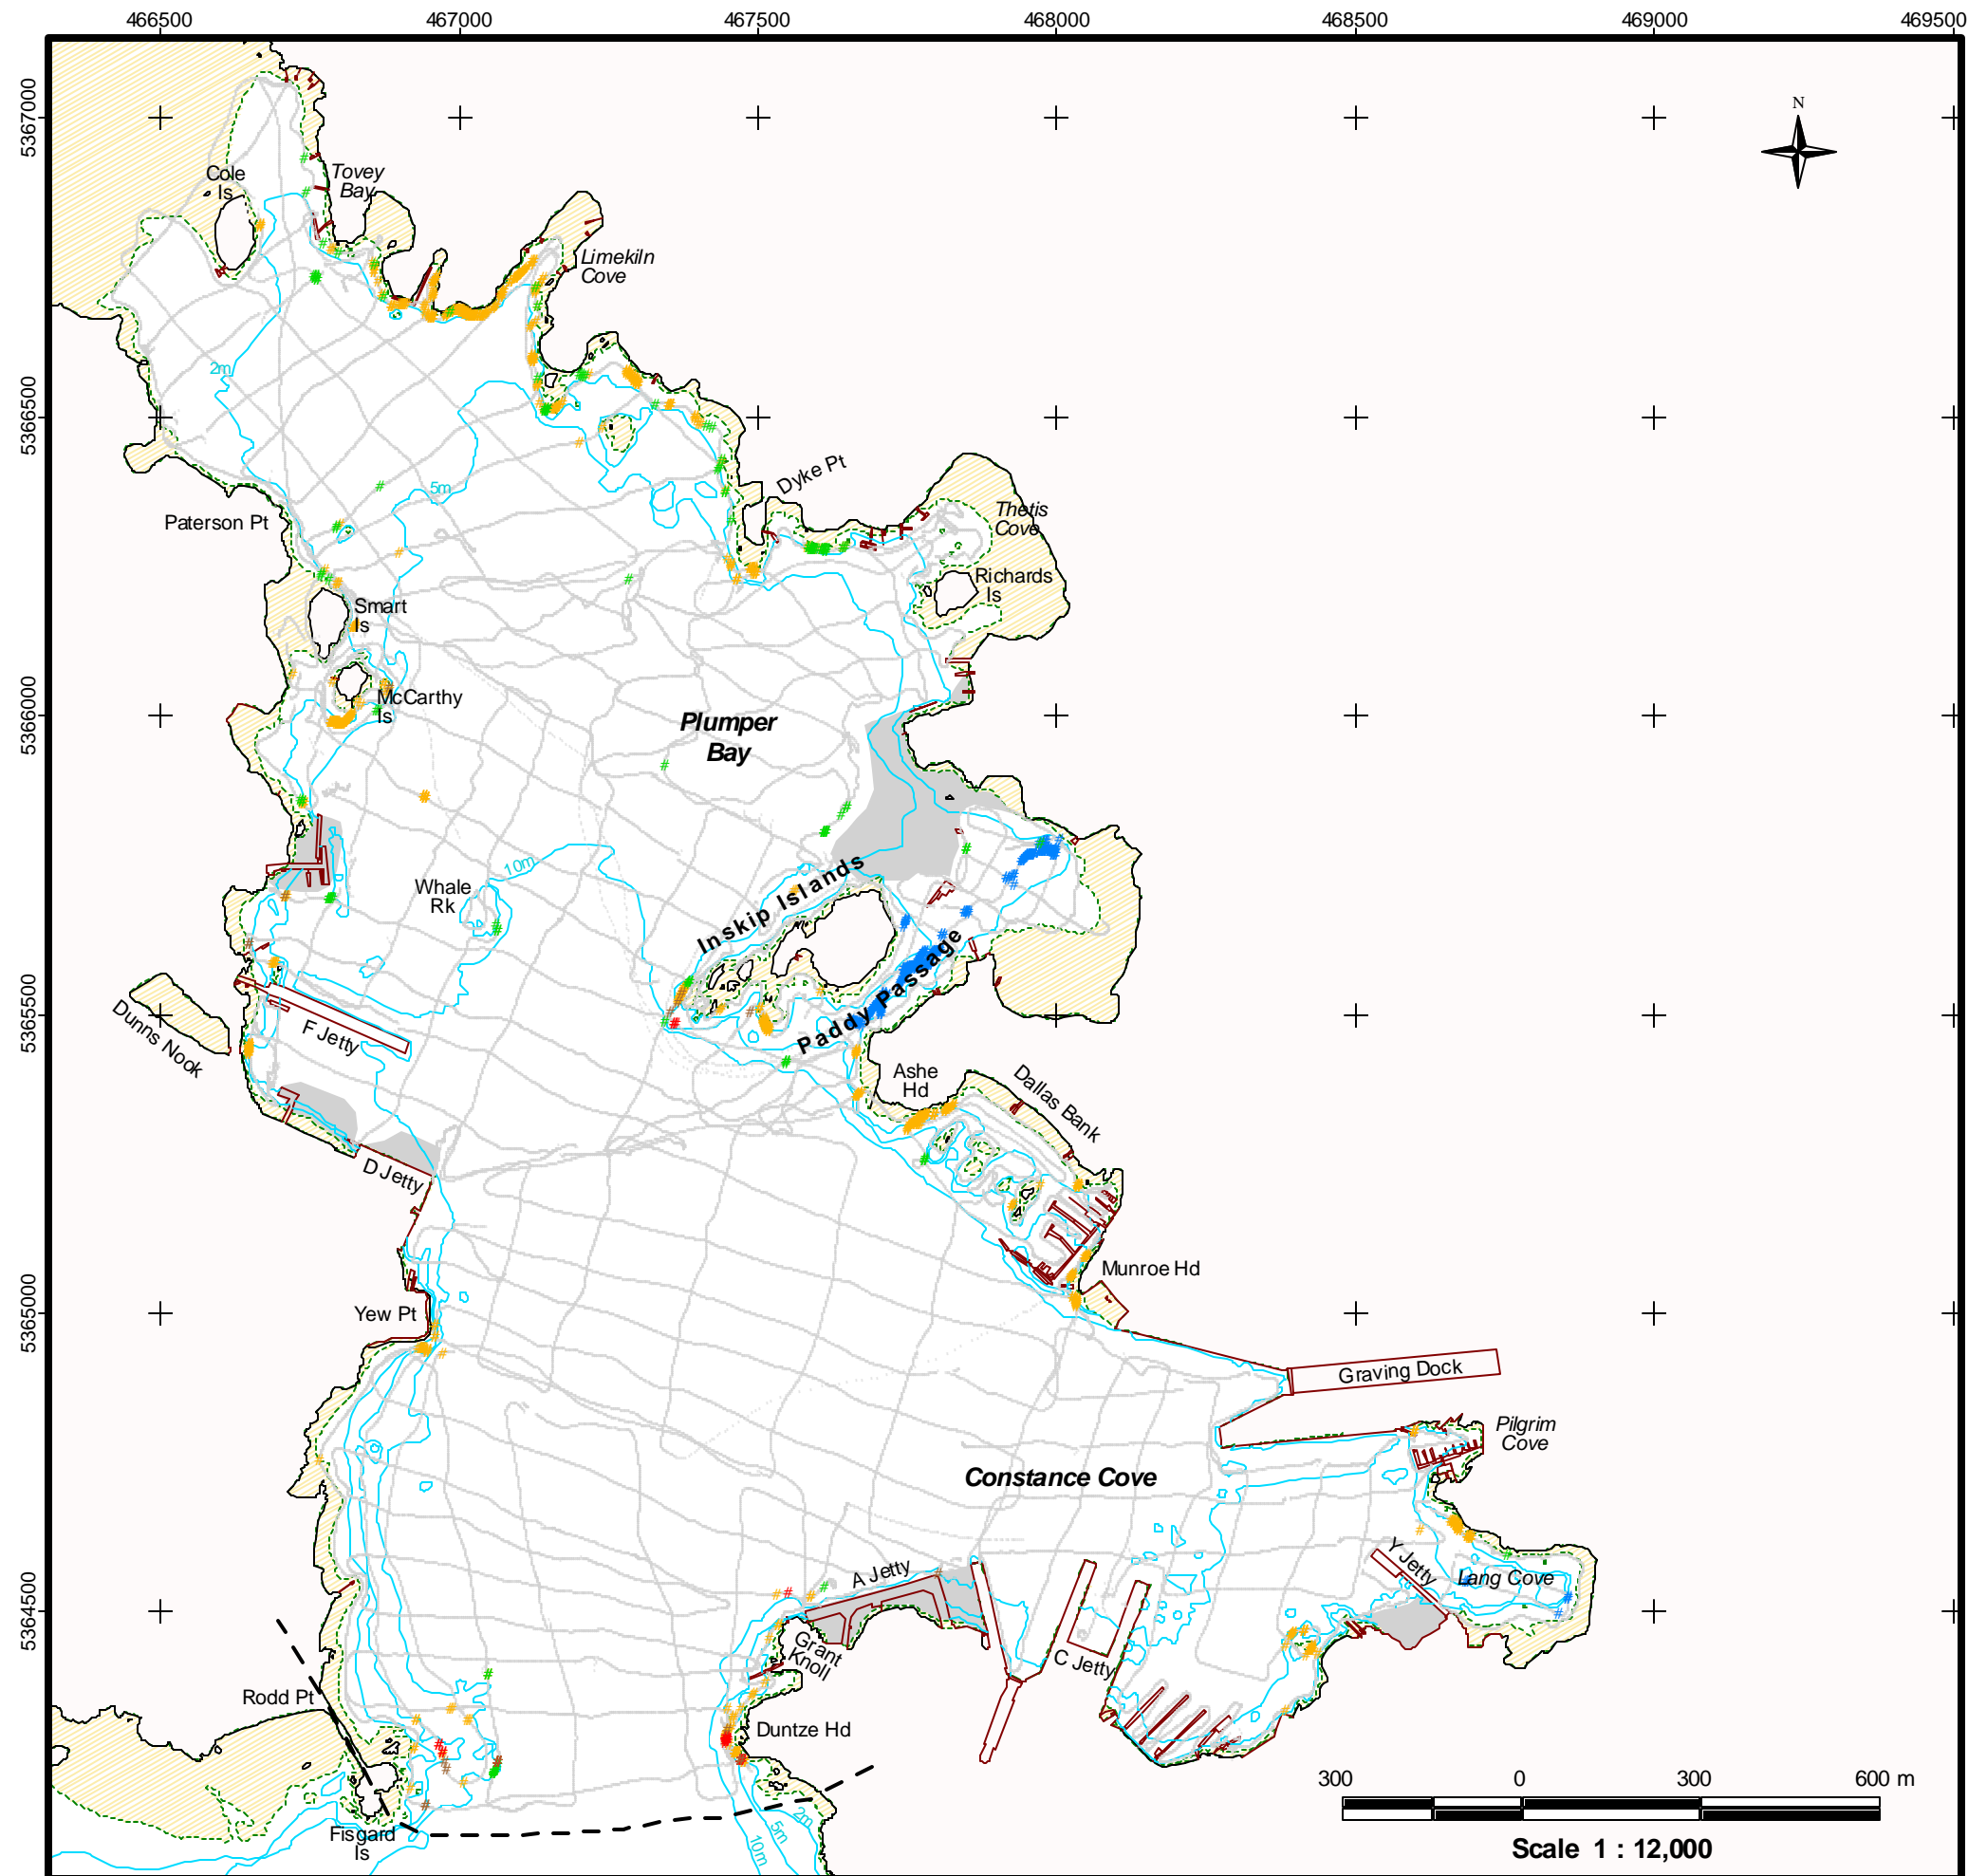 466500 467000 467500 468000 468500 469000 469500
5367000
5366500
5366000
5365500
5365000
5364500
N
Cole
Is
Tovey
Bay
Limekiln
Cove
2m
5m
Dyke Pt
Paterson Pt
Thetis
Cove
Richards
Is
Smart
Is
McCarthy
Is
Plumper
Bay
10m
Whale
Rk
Inskip Islands
Paddy Passage
Dunns Nook
F Jetty
Ashe
Hd
Dallas Bank
D Jetty
Munroe Hd
Yew Pt
Graving Dock
Pilgrim
Cove
Constance Cove
A Jetty
Y Jetty
Lang Cove
Grant
Knoll
C Jetty
Rodd Pt
Duntze Hd
Fisgard
Is
2m
5m
10m
300 0 300 600 m
Scale 1 : 12,000